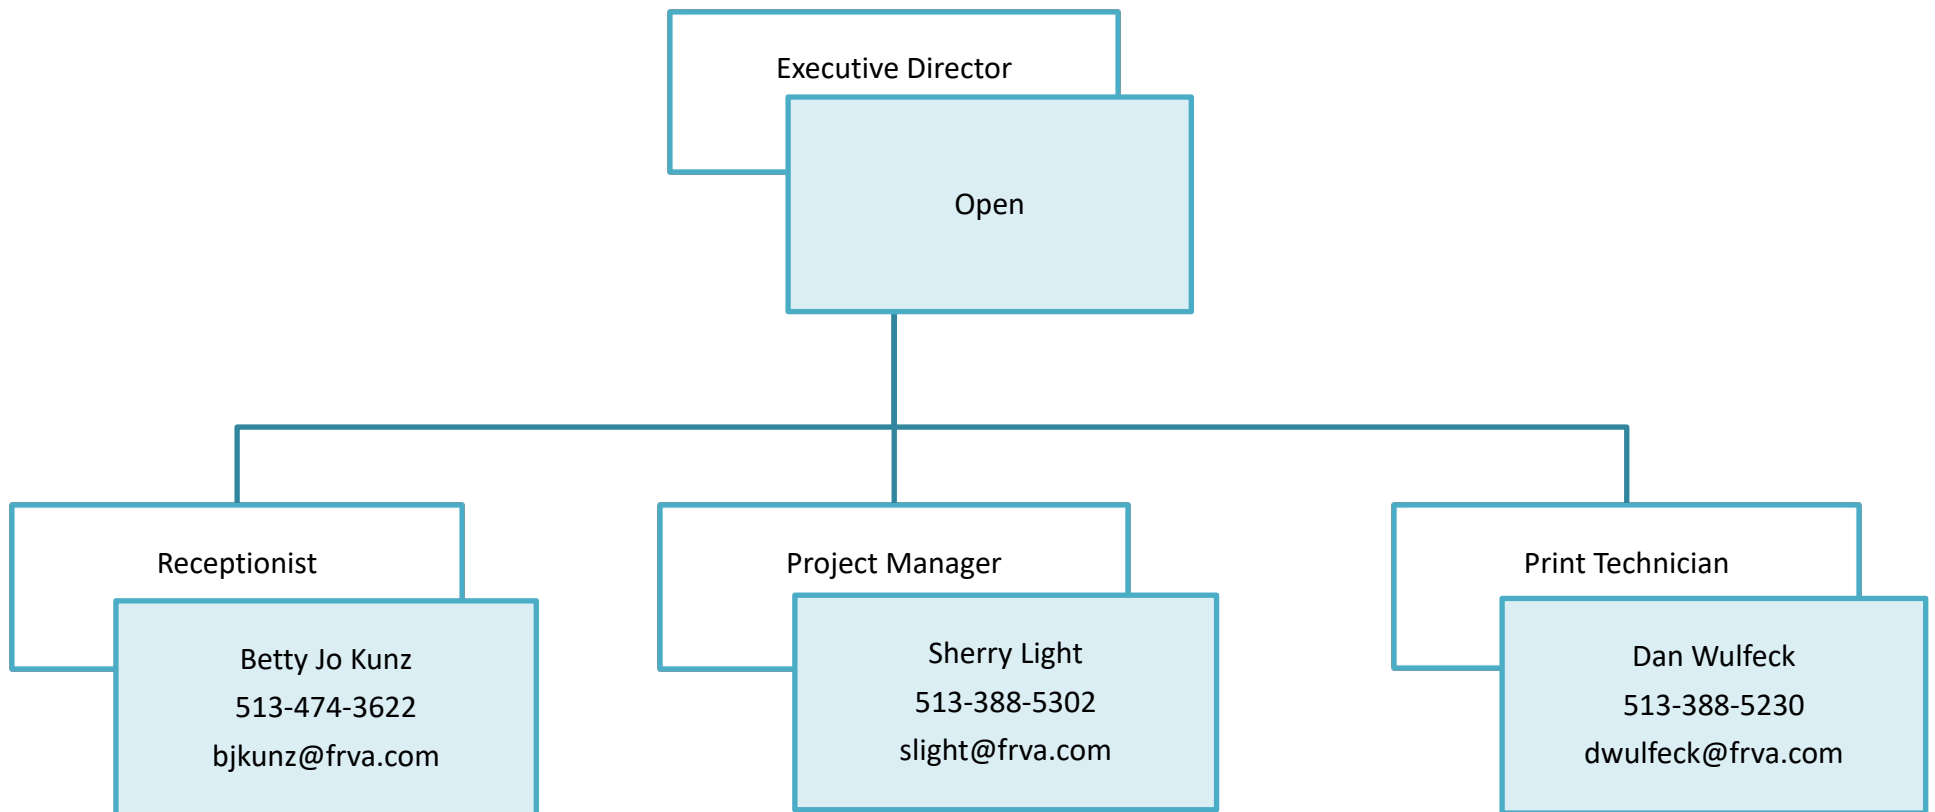 Executive Director
Open
Receptionist
Betty Jo Kunz
513-474-3622
bjkunz@frva.com
Project Manager
Sherry Light
513-388-5302
slight@frva.com
Print Technician
Dan Wulfeck
513-388-5230
dwulfeck@frva.com